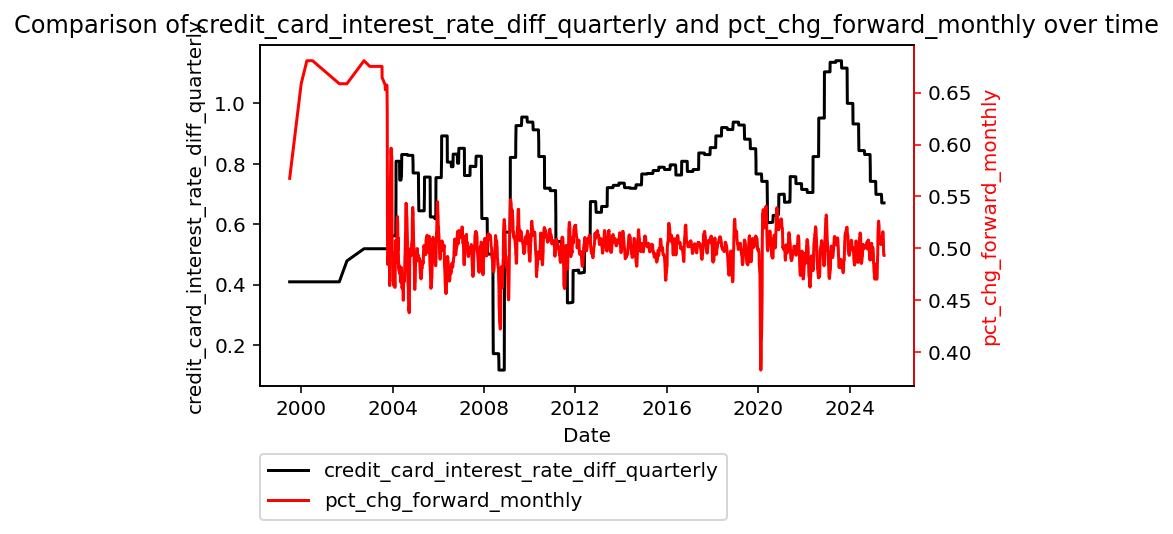 Comparison of credit_card_interest_rate_diff_quarterly and pct_chg_forward_monthly over time
credit_card_interest_rate_diff_quarterly
1.0
0.8
0.6
0.4
0.2
0.65
0.60
0.55
0.50
0.45
0.40
pct_chg_forward_monthly
2000 2004 2008 2012 2016 2020 2024
Date
credit_card_interest_rate_diff_quarterly
pct_chg_forward_monthly